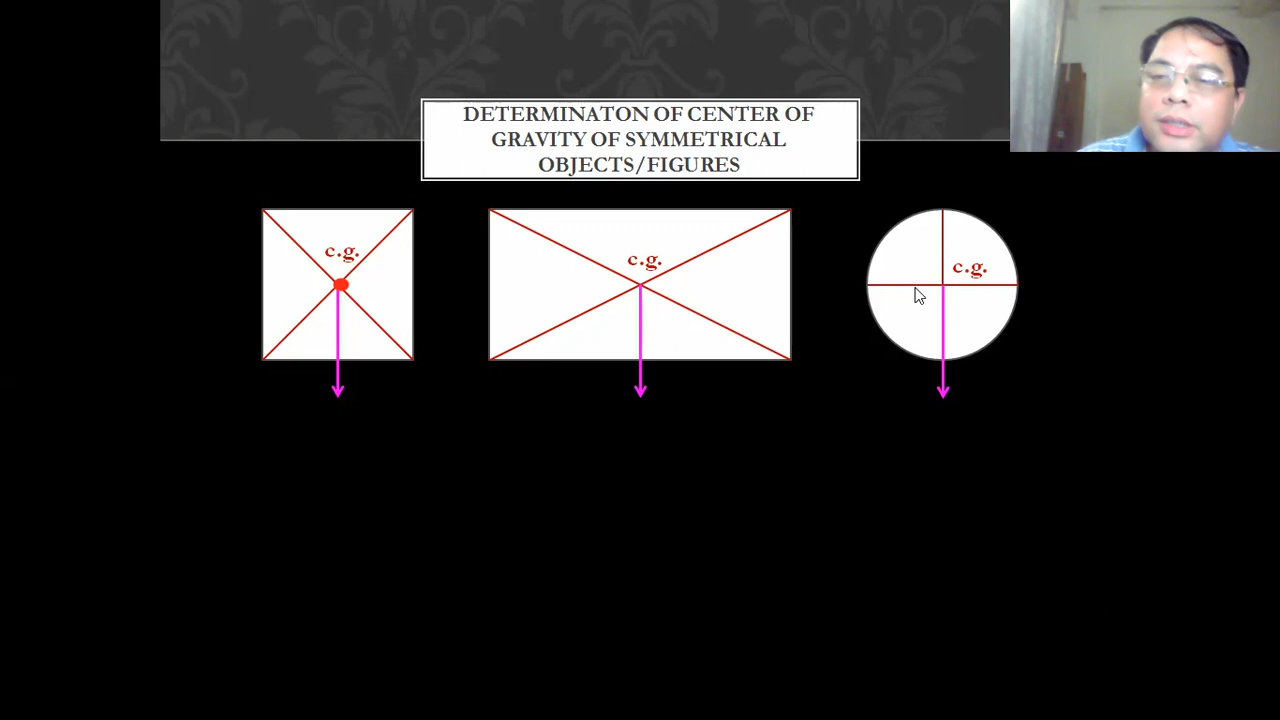 DETERMINATON OF CENTER OF
GRAVITY OF SYMMETRICAL
OBJECTS/FIGURES
c.g.
c.g.
c.g.